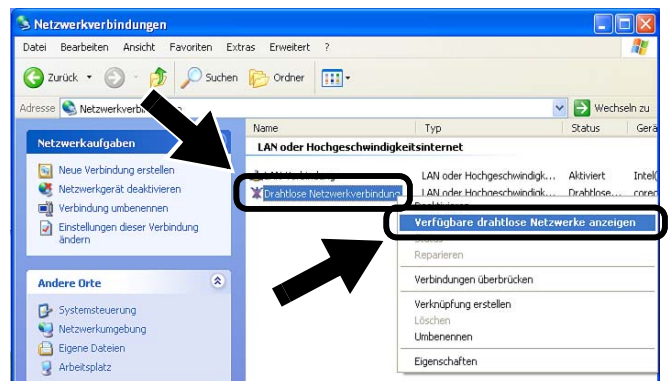 Netzwerkverbindungen
Datei Bearbeiten Ansicht Favoriten Extras Erweitert ?
Zurück Suchen Ordner
Adresse Wechseln zu
Name Typ Status Gerä
LAN oder Hochgeschwindigkeitsinternet
LAN oder Hochgeschwindigk... Aktiviert Intel(
Drahtlose Netzwerkverbindung LAN oder Hochgeschwindigk... Drahtlose...
Netzwerkaufgaben
Neue Verbindung erstellen
Netzwerkgerät deaktivieren
Verbindung umbenennen
Einstellungen dieser Verbindung
ändern
Andere Orte
Systemsteuerung
Netzwerkumgebung
Eigene Dateien
Arbeitsplatz
Verfügbare drahtlose Netzwerke anzeigen
Reparieren
Verbindungen überbrücken
Verknüpfung erstellen
Löschen
Umbenennen
Eigenschaften